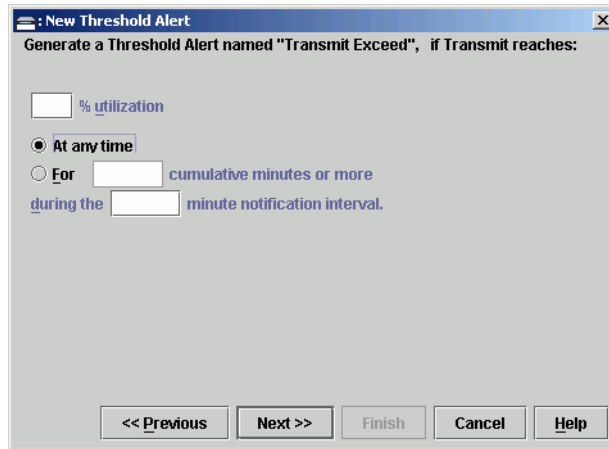 : New Threshold Alert
Generate a Threshold Alert named "Transmit Exceed", if Transmit reaches:
% utilization
At any time
For cumulative minutes or more
during the minute notification interval.
<< Previous Next >> Finish Cancel Help